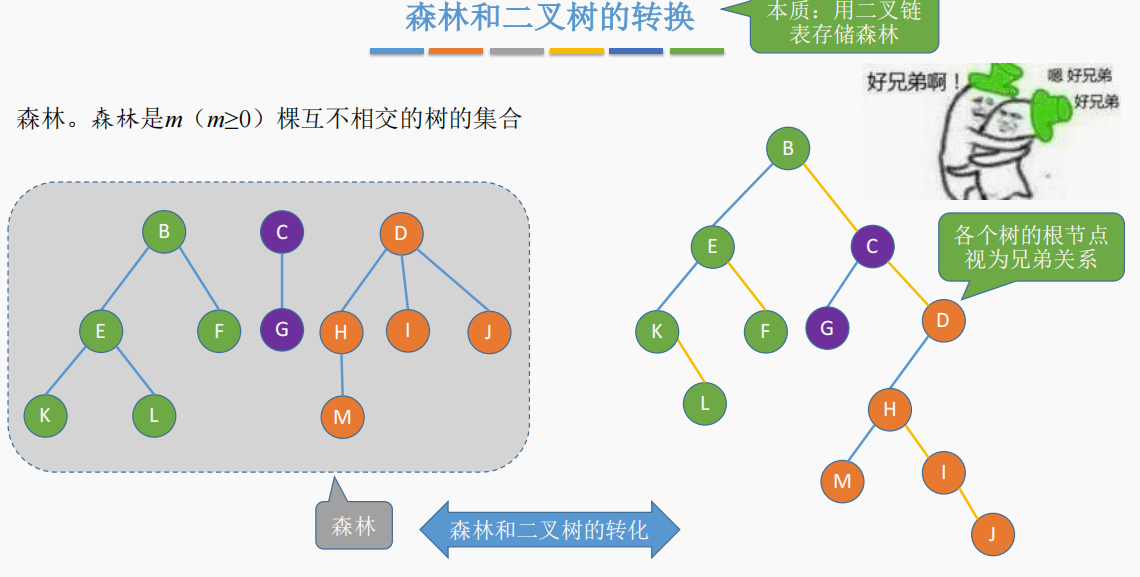 森林和二叉树的转换
本质：用二叉链
表存储森林
好兄弟啊！
嗯 好兄弟
好兄弟
森林。森林是m（m≥0）棵互不相交的树的集合
B
C
D
E
F
G
H
I
J
K
L
M
森林
B
E
C
K
F
G
D
L
H
M
I
J
各个树的根节点
视为兄弟关系
森林和二叉树的转化